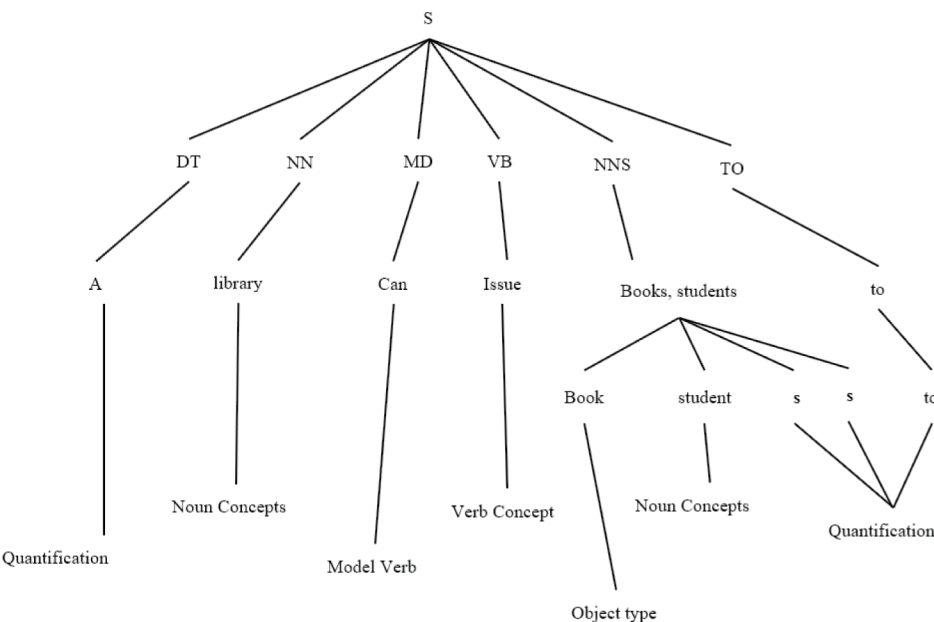 S
DT NN MD VB NNS TO
A library Can Issue Books, students to
Book student s s
Noun Concepts Verb Concept Noun Concepts
Quantification Model Verb Quantification
Object type